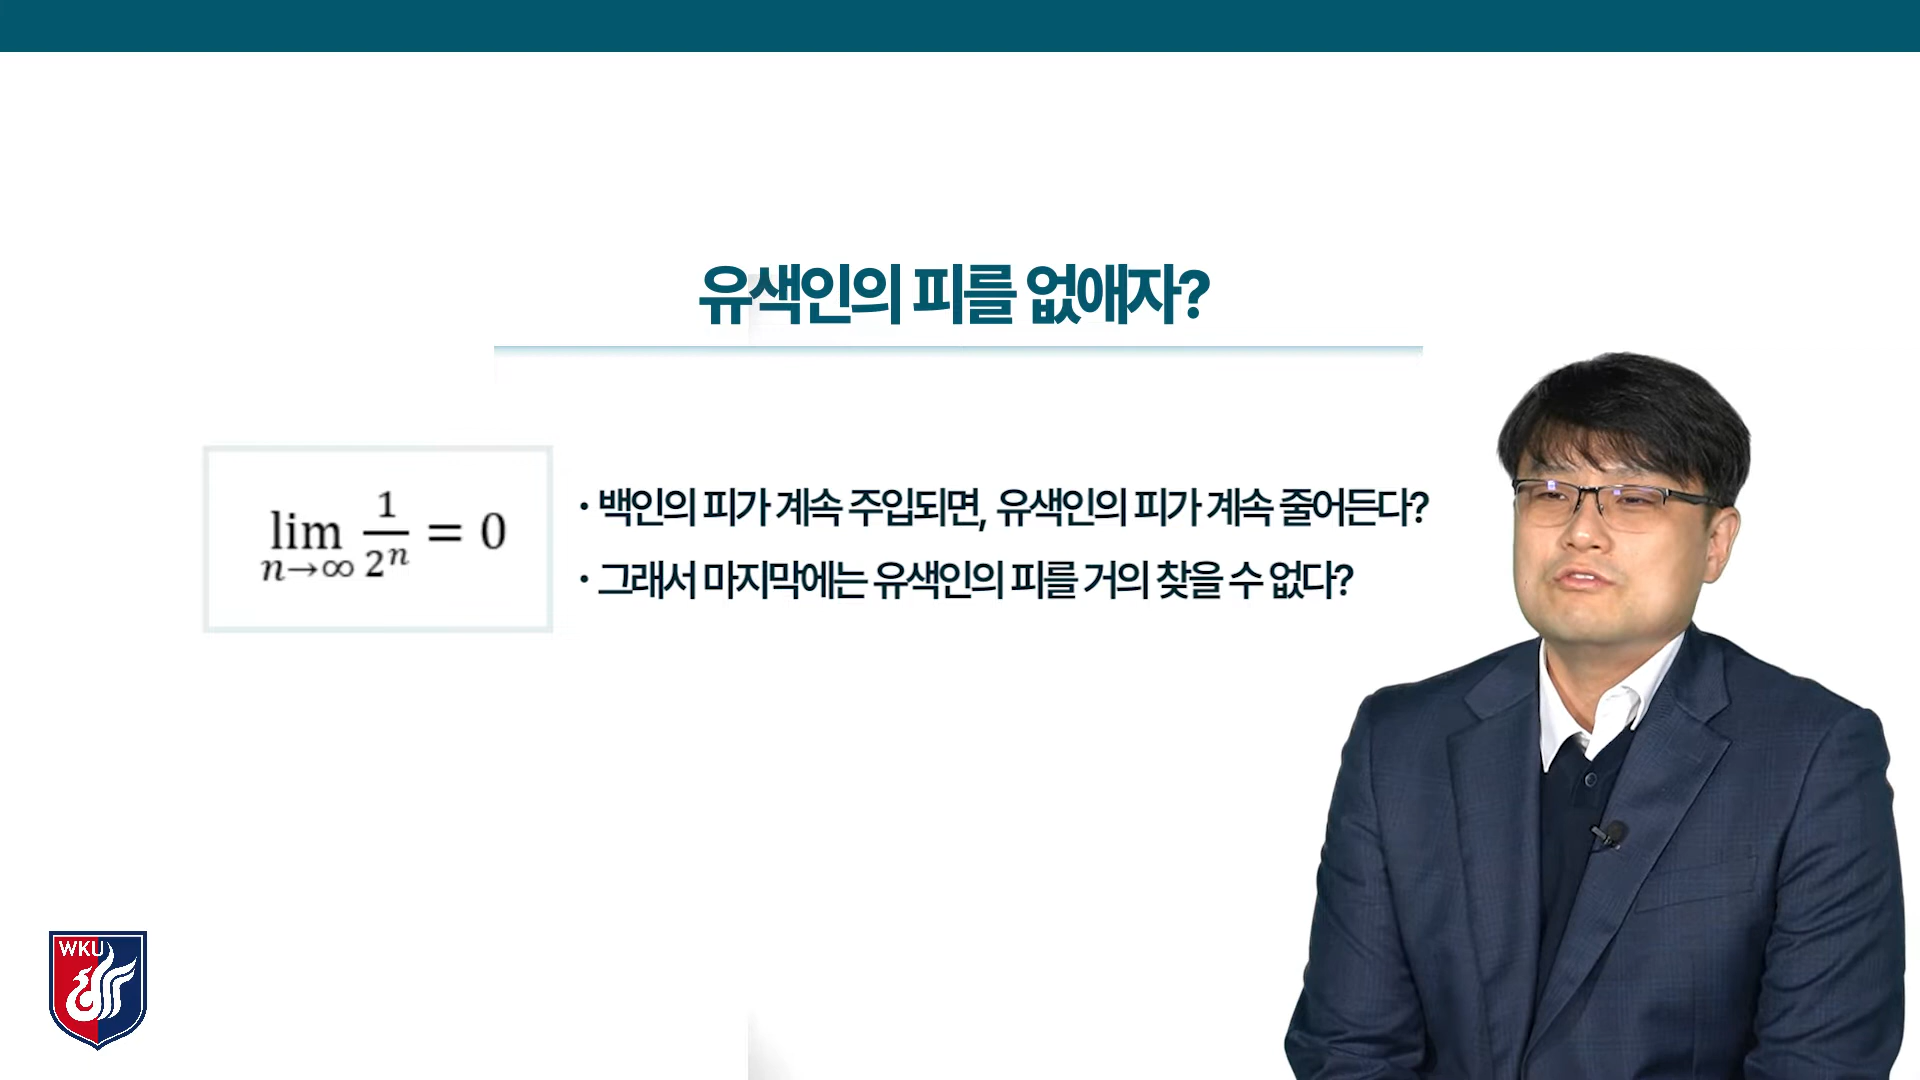 유색인의 피를 없애자?
lim n→∞ 1/2ⁿ = 0
• 백인의 피가 계속 주입되면, 유색인의 피가 계속 줄어든다?
• 그래서 마지막에는 유색인의 피를 거의 찾을 수 없다?
WKU